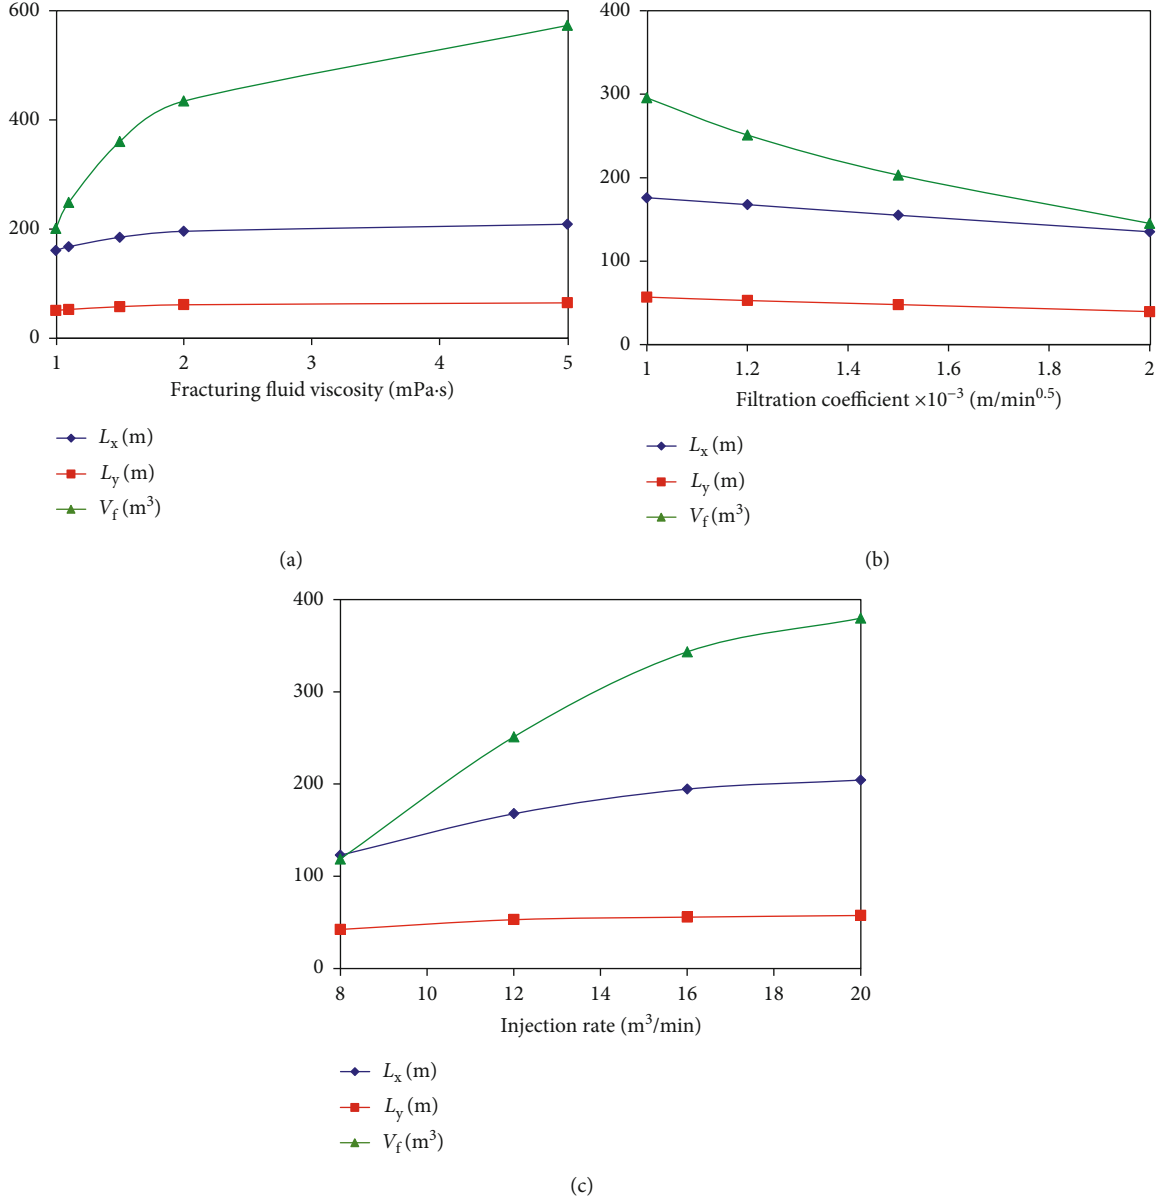 600
400
200
0
1
2
3
4
5
Fracturing fluid viscosity (mPa·s)
Lx (m)
Ly (m)
Vf (m³)
(a)
400
300
200
100
0
1
1.2
1.4
1.6
1.8
2
Filtration coefficient ×10⁻³ (m/min⁰·⁵)
Lx (m)
Ly (m)
Vf (m³)
(b)
400
300
200
100
0
8
10
12
14
16
18
20
Injection rate (m³/min)
Lx (m)
Ly (m)
Vf (m³)
(c)